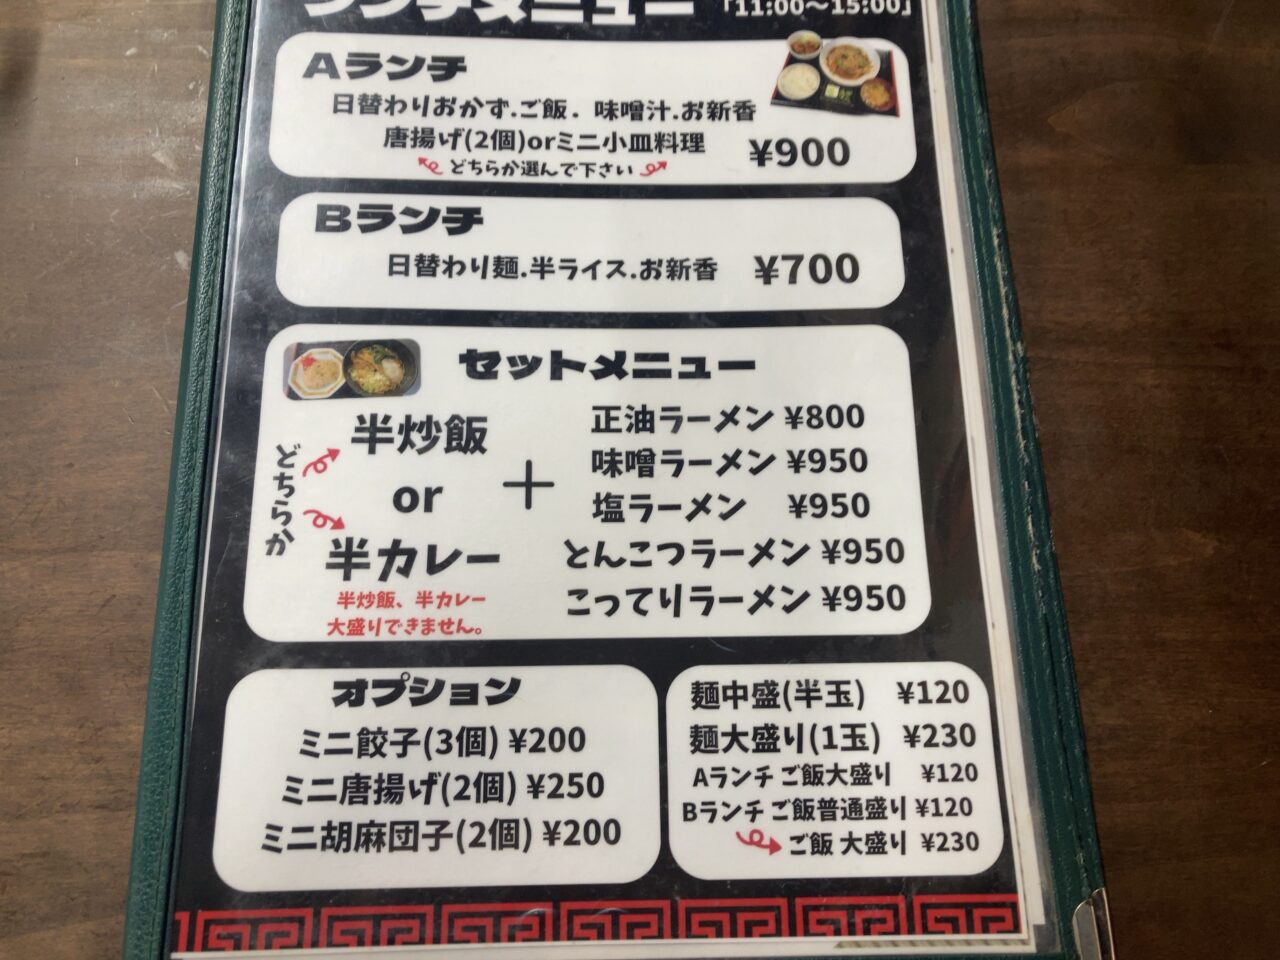 ランチメニュー 「11:00〜15:00」
Aランチ
日替わりおかず.ご飯. 味噌汁.お新香
唐揚げ(2個)orミニ小皿料理 ¥900
どちらか選んで下さい
Bランチ
日替わり麺.半ライス.お新香 ¥700
セットメニュー
どちらか
半炒飯
or
半カレー
半炒飯、半カレー
大盛りできません。
+
正油ラーメン ¥800
味噌ラーメン ¥950
塩ラーメン ¥950
とんこつラーメン ¥950
こってりラーメン ¥950
オプション
ミニ餃子(3個) ¥200
ミニ唐揚げ(2個) ¥250
ミニ胡麻団子(2個) ¥200
麺中盛(半玉) ¥120
麺大盛り(1玉) ¥230
Aランチ ご飯大盛り ¥120
Bランチ ご飯普通盛り ¥120
ご飯 大盛り ¥230